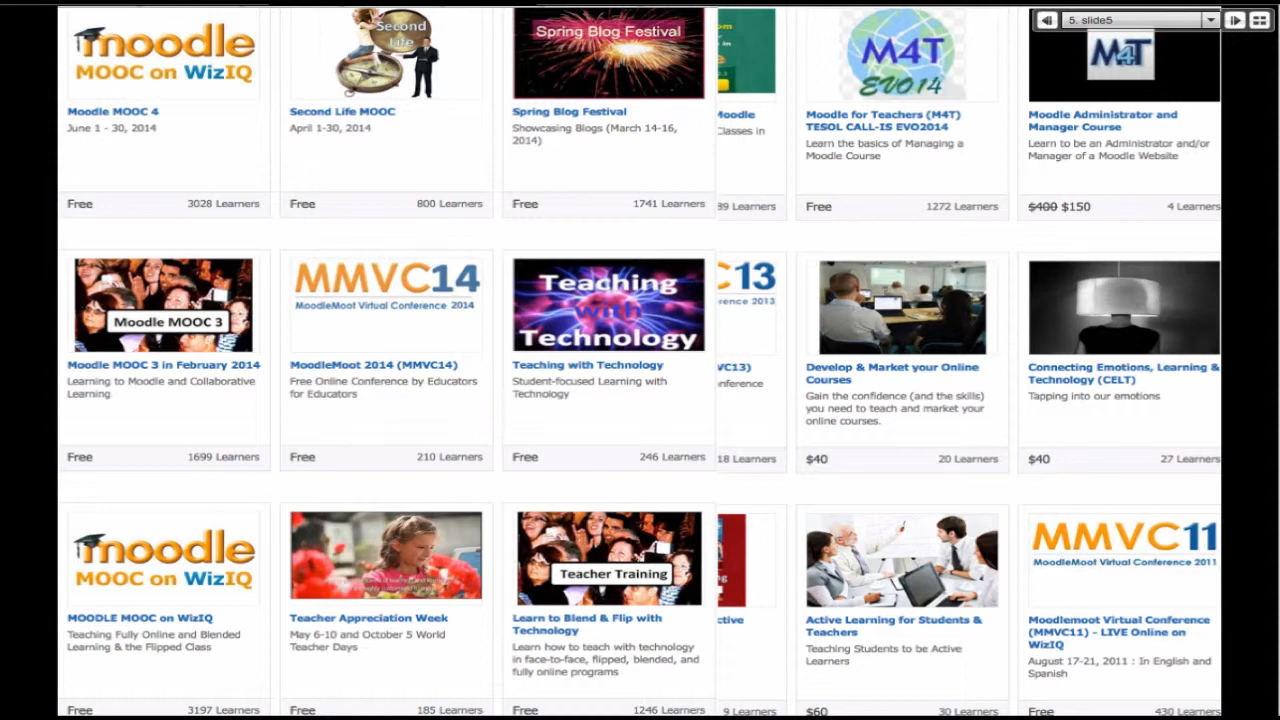 5. slide5
moodle
MOOC on WizIQ
Moodle MOOC 4
June 1 - 30, 2014
Free
3028 Learners
Second
Life
Second Life MOOC
April 1-30, 2014
Free
800 Learners
Spring Blog Festival
Spring Blog Festival
Showcasing Blogs (March 14-16,
2014)
Free
1741 Learners
in
Moodle
Classes in
89 Learners
M4T
EVO14
Moodle for Teachers (M4T)
TESOL CALL-IS EVO2014
Learn the basics of Managing a
Moodle Course
Free
1272 Learners
M4T
Moodle Administrator and
Manager Course
Learn to be an Administrator and/or
Manager of a Moodle Website
$400 $150
4 Learners
Moodle MOOC 3
Moodle MOOC 3 in February 2014
Learning to Moodle and Collaborative
Learning
Free
1699 Learners
MMVC14
MoodleMoot Virtual Conference 2014
MoodleMoot 2014 (MMVC14)
Free Online Conference by Educators
for Educators
Free
210 Learners
Teaching
with
Technology
Teaching with Technology
Student-focused Learning with
Technology
Free
246 Learners
C13
erence 2013
VC13)
nference
18 Learners
Develop & Market your Online
Courses
Gain the confidence (and the skills)
you need to teach and market your
online courses.
$40
20 Learners
Connecting Emotions, Learning &
Technology (CELT)
Tapping into our emotions
$40
27 Learners
moodle
MOOC on WizIQ
MOODLE MOOC on WizIQ
Teaching Fully Online and Blended
Learning & the Flipped Class
Free
3197 Learners
Teacher Appreciation Week
May 6-10 and October 5 World
Teacher Days
Free
185 Learners
Teacher Training
Learn to Blend & Flip with
Technology
Learn how to teach with technology
in face-to-face, flipped, blended, and
fully online programs
Free
1246 Learners
ctive
9 Learners
Active Learning for Students &
Teachers
Teaching Students to be Active
Learners
$60
30 Learners
MMVC11
MoodleMoot Virtual Conference 2011
Moodlemoot Virtual Conference
(MMVC11) - LIVE Online on
WizIQ
August 17-21, 2011 : In English and
Spanish
Free
430 Learners